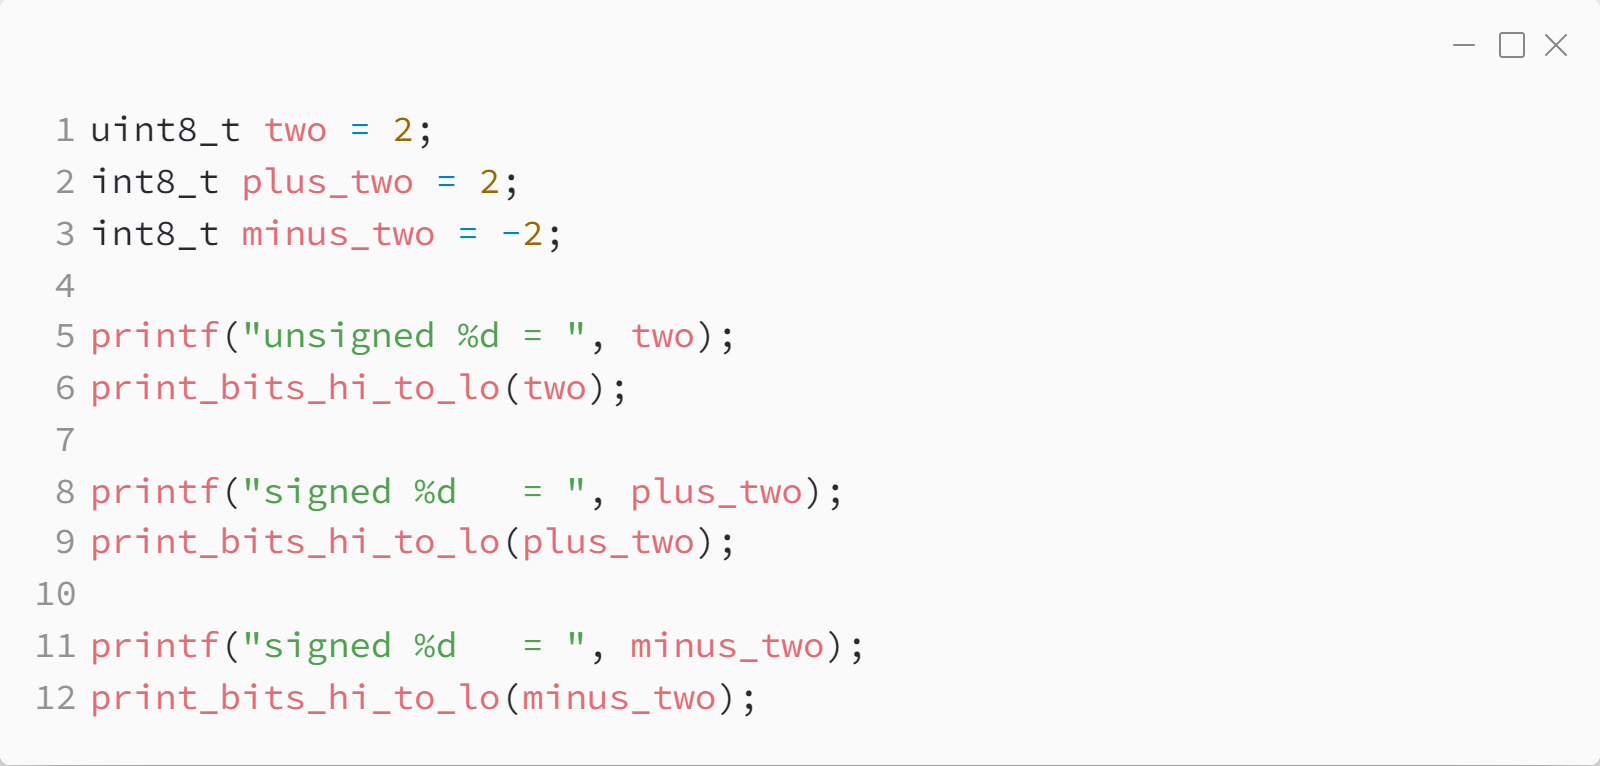 1 uint8_t two = 2;
2 int8_t plus_two = 2;
3 int8_t minus_two = -2;
4
5 printf("unsigned %d = ", two);
6 print_bits_hi_to_lo(two);
7
8 printf("signed %d   = ", plus_two);
9 print_bits_hi_to_lo(plus_two);
10
11 printf("signed %d   = ", minus_two);
12 print_bits_hi_to_lo(minus_two);